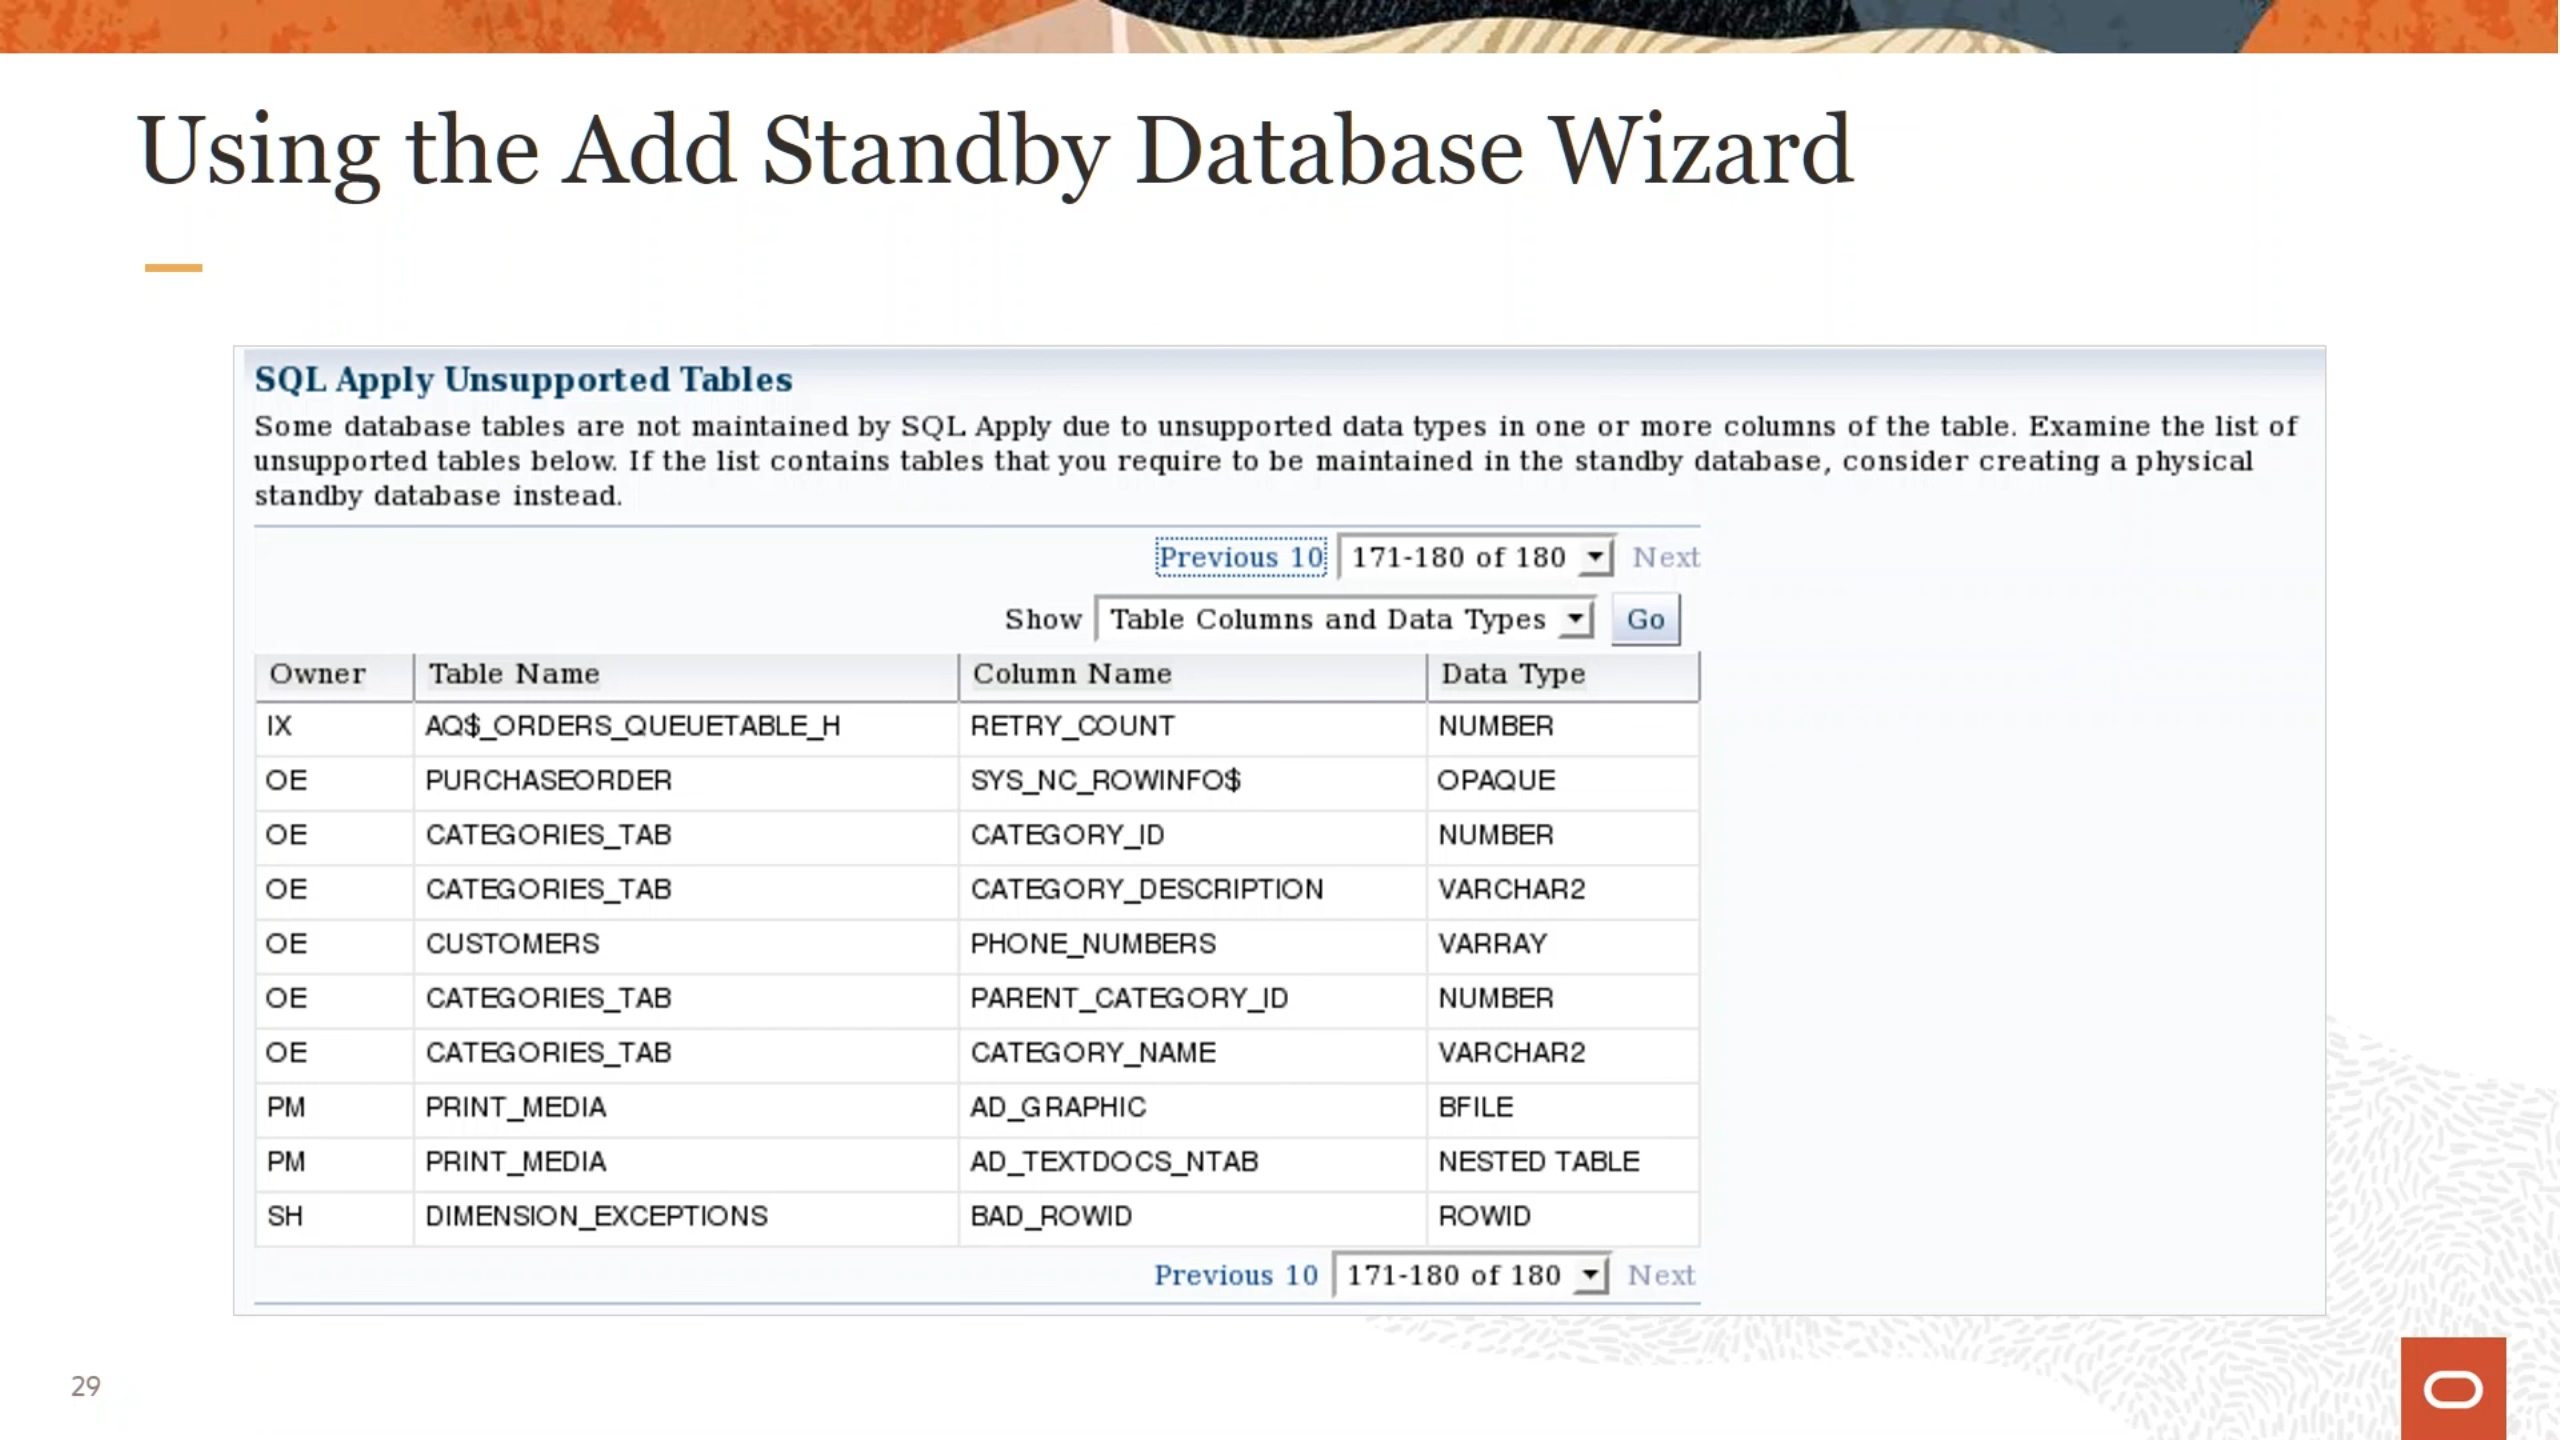 Using the Add Standby Database Wizard
SQL Apply Unsupported Tables
Some database tables are not maintained by SQL Apply due to unsupported data types in one or more columns of the table. Examine the list of
unsupported tables below. If the list contains tables that you require to be maintained in the standby database, consider creating a physical
standby database instead.
Previous 10 171-180 of 180 Next
Show Table Columns and Data Types Go
Owner Table Name Column Name Data Type
IX AQ$_ORDERS_QUEUETABLE_H RETRY_COUNT NUMBER
OE PURCHASEORDER SYS_NC_ROWINFO$ OPAQUE
OE CATEGORIES_TAB CATEGORY_ID NUMBER
OE CATEGORIES_TAB CATEGORY_DESCRIPTION VARCHAR2
OE CUSTOMERS PHONE_NUMBERS VARRAY
OE CATEGORIES_TAB PARENT_CATEGORY_ID NUMBER
OE CATEGORIES_TAB CATEGORY_NAME VARCHAR2
PM PRINT_MEDIA AD_GRAPHIC BFILE
PM PRINT_MEDIA AD_TEXTDOCS_NTAB NESTED TABLE
SH DIMENSION_EXCEPTIONS BAD_ROWID ROWID
Previous 10 171-180 of 180 Next
29